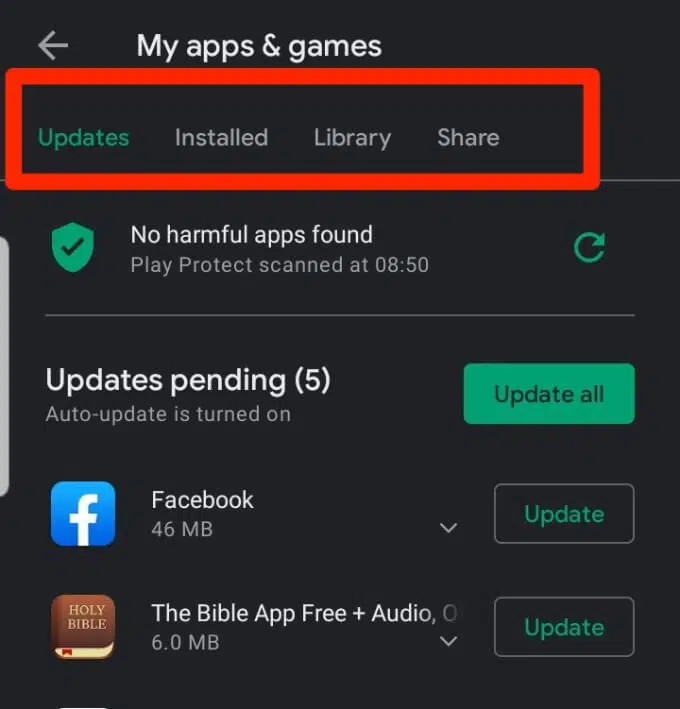 My apps & games
Updates Installed Library Share
No harmful apps found
Play Protect scanned at 08:50
Updates pending (5)
Auto-update is turned on
Update all
Facebook
46 MB
Update
HOLY
BIBLE
The Bible App Free + Audio, O
6.0 MB
Update